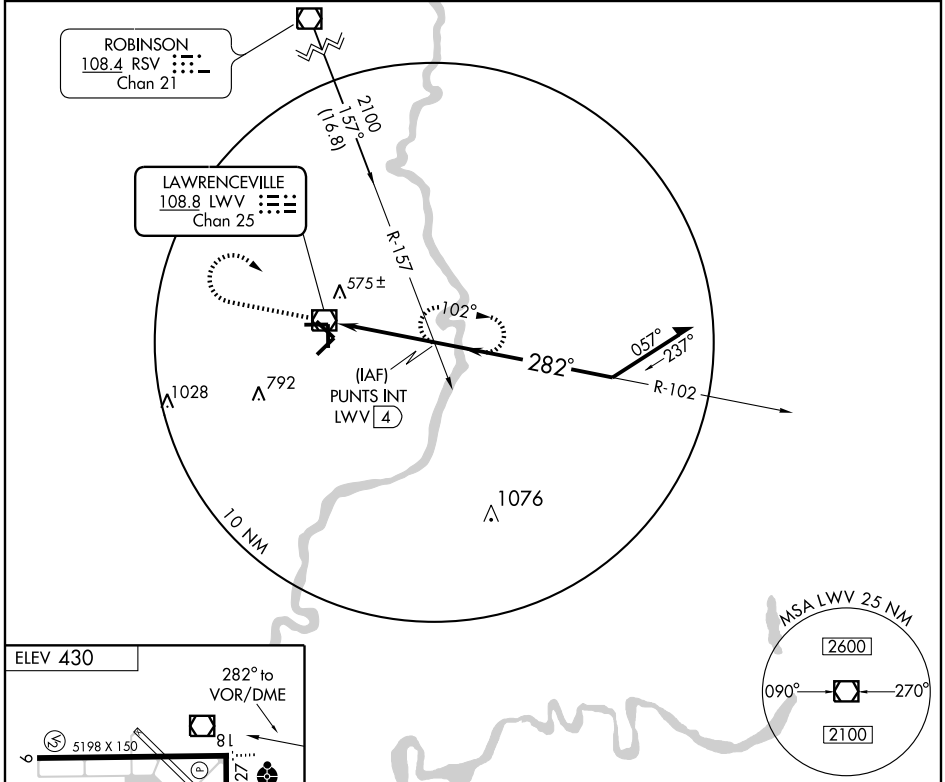 ROBINSON
108.4 RSV
Chan 21
2100
157°
(16.8)
LAWRENCEVILLE
108.8 LWV
Chan 25
R-157
575±
102°
057°
237°
282°
(IAF)
PUNTS INT
LWV 4
R-102
1028
792
1076
10 NM
MSA LWV 25 NM
2600
090°
270°
2100
ELEV 430
282° to
VOR/DME
5198 X 150
9
18
27
P